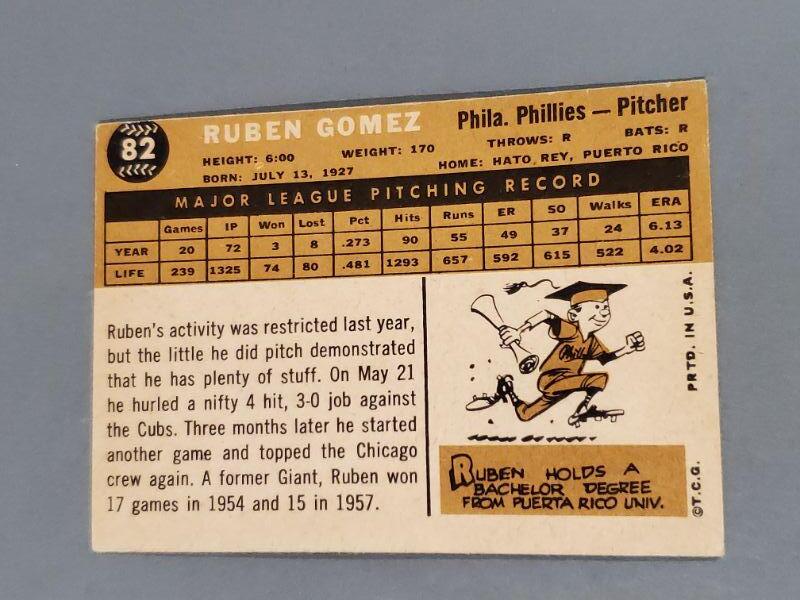 82
RUBEN GOMEZ
Phila. Phillies — Pitcher
HEIGHT: 6:00 WEIGHT: 170 THROWS: R BATS: R
BORN: JULY 13, 1927 HOME: HATO REY, PUERTO RICO
MAJOR LEAGUE PITCHING RECORD
Games IP Won Lost Pct Hits Runs ER SO Walks ERA
YEAR 20 72 3 8 .273 90 55 49 37 24 6.13
LIFE 239 1325 74 80 .481 1293 657 592 615 522 4.02
Ruben's activity was restricted last year,
but the little he did pitch demonstrated
that he has plenty of stuff. On May 21
he hurled a nifty 4 hit, 3-0 job against
the Cubs. Three months later he started
another game and topped the Chicago
crew again. A former Giant, Ruben won
17 games in 1954 and 15 in 1957.
RUBEN HOLDS A
BACHELOR DEGREE
FROM PUERTA RICO UNIV.
©T.C.G. PRTD. IN U.S.A.